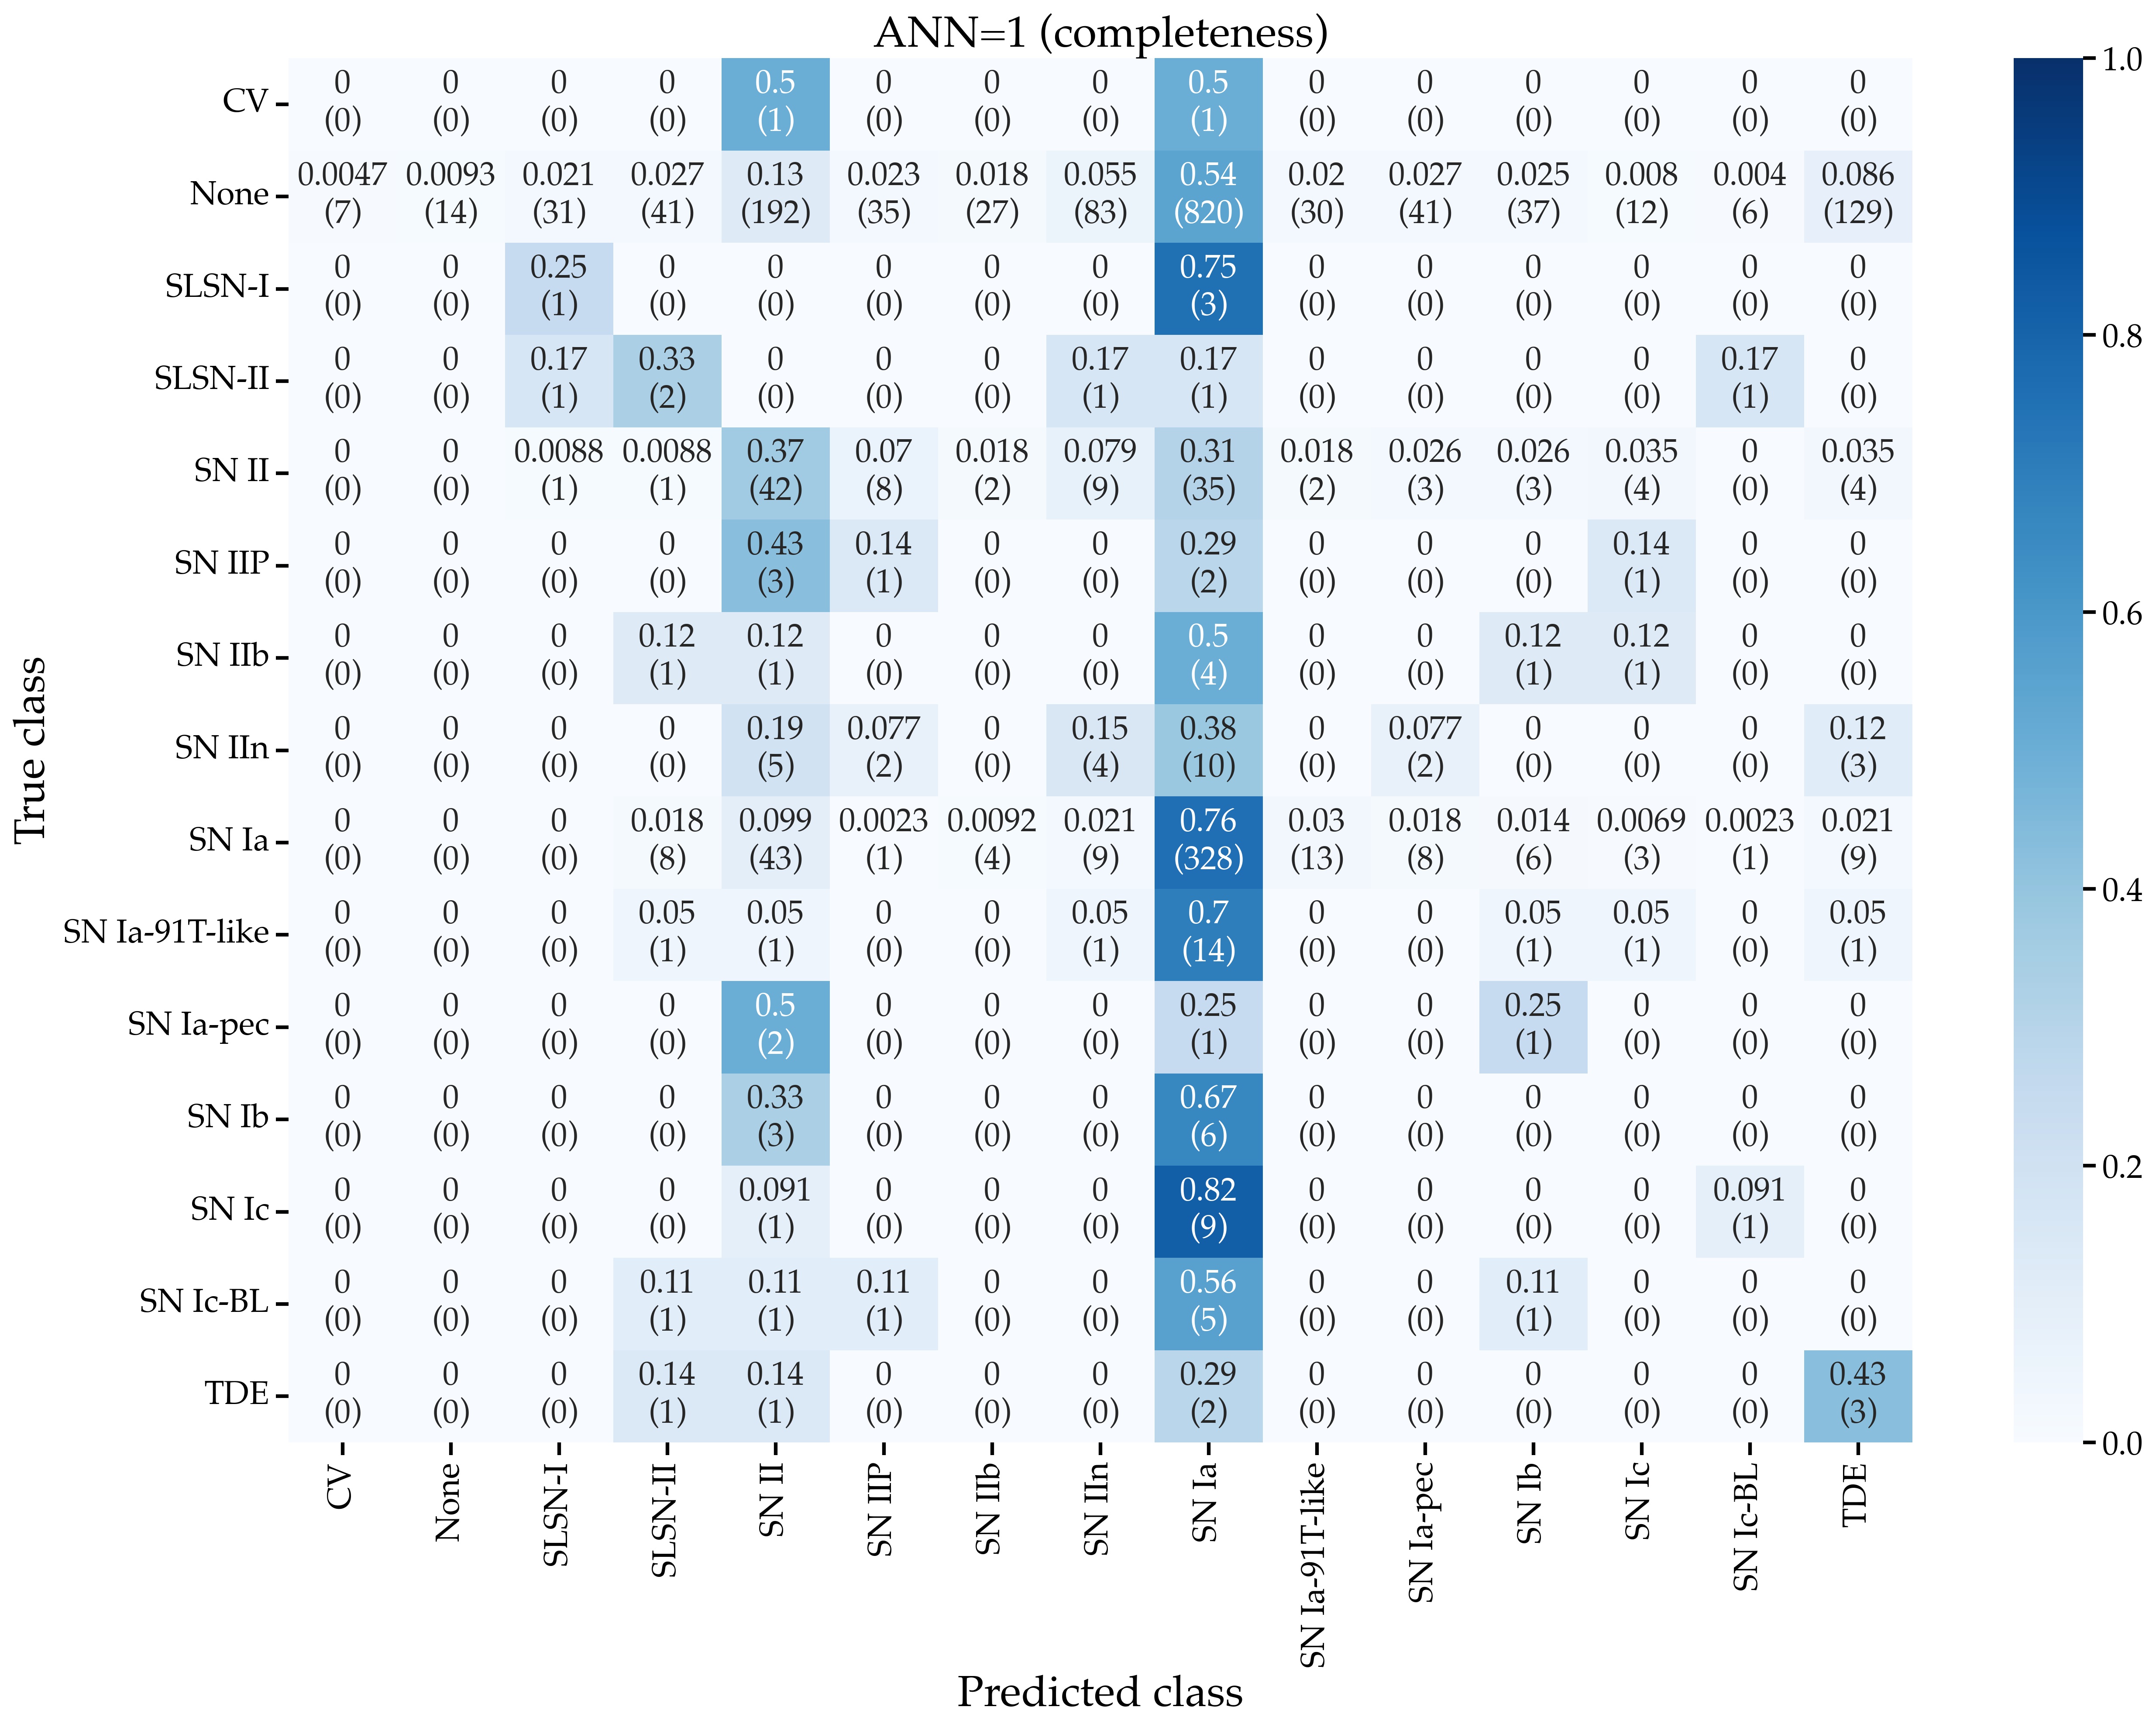 ANN=1 (completeness)
CV 0 0 0 0 0.5 0 0 0 0.5 0 0 0 0 0 0
(0) (0) (0) (0) (1) (0) (0) (0) (1) (0) (0) (0) (0) (0) (0)
None 0.0047 0.0093 0.021 0.027 0.13 0.023 0.018 0.055 0.54 0.02 0.027 0.025 0.008 0.004 0.086
(7) (14) (31) (41) (192) (35) (27) (83) (820) (30) (41) (37) (12) (6) (129)
SLSN-I 0 0 0.25 0 0 0 0 0 0.75 0 0 0 0 0 0
(0) (0) (1) (0) (0) (0) (0) (0) (3) (0) (0) (0) (0) (0) (0)
SLSN-II 0 0 0.17 0.33 0 0 0 0.17 0.17 0 0 0 0 0.17 0
(0) (0) (1) (2) (0) (0) (0) (1) (1) (0) (0) (0) (0) (1) (0)
SN II 0 0 0.0088 0.0088 0.37 0.07 0.018 0.079 0.31 0.018 0.026 0.026 0.035 0 0.035
(0) (0) (1) (1) (42) (8) (2) (9) (35) (2) (3) (3) (4) (0) (4)
SN IIP 0 0 0 0 0.43 0.14 0 0 0.29 0 0 0 0.14 0 0
(0) (0) (0) (0) (3) (1) (0) (0) (2) (0) (0) (0) (1) (0) (0)
SN IIb 0 0 0 0.12 0.12 0 0 0 0.5 0 0 0.12 0.12 0 0
(0) (0) (0) (1) (1) (0) (0) (0) (4) (0) (0) (1) (1) (0) (0)
SN IIn 0 0 0 0 0.19 0.077 0 0.15 0.38 0 0.077 0 0 0 0.12
(0) (0) (0) (0) (5) (2) (0) (4) (10) (0) (2) (0) (0) (0) (3)
SN Ia 0 0 0 0.018 0.099 0.0023 0.0092 0.021 0.76 0.03 0.018 0.014 0.0069 0.0023 0.021
(0) (0) (0) (8) (43) (1) (4) (9) (328) (13) (8) (6) (3) (1) (9)
SN Ia-91T-like 0 0 0 0.05 0.05 0 0 0.05 0.7 0 0 0.05 0.05 0 0.05
(0) (0) (0) (1) (1) (0) (0) (1) (14) (0) (0) (1) (1) (0) (1)
SN Ia-pec 0 0 0 0 0.5 0 0 0 0.25 0 0 0.25 0 0 0
(0) (0) (0) (0) (2) (0) (0) (0) (1) (0) (0) (1) (0) (0) (0)
SN Ib 0 0 0 0 0.33 0 0 0 0.67 0 0 0 0 0 0
(0) (0) (0) (0) (3) (0) (0) (0) (6) (0) (0) (0) (0) (0) (0)
SN Ic 0 0 0 0 0.091 0 0 0 0.82 0 0 0 0 0.091 0
(0) (0) (0) (0) (1) (0) (0) (0) (9) (0) (0) (0) (0) (1) (0)
SN Ic-BL 0 0 0 0.11 0.11 0.11 0 0 0.56 0 0 0.11 0 0 0
(0) (0) (0) (1) (1) (1) (0) (0) (5) (0) (0) (1) (0) (0) (0)
TDE 0 0 0 0.14 0.14 0 0 0 0.29 0 0 0 0 0 0.43
(0) (0) (0) (1) (1) (0) (0) (0) (2) (0) (0) (0) (0) (0) (3)
CV None SLSN-I SLSN-II SN II SN IIP SN IIb SN IIn SN Ia SN Ia-91T-like SN Ia-pec SN Ib SN Ic SN Ic-BL TDE
Predicted class
True class
1.0
0.8
0.6
0.4
0.2
0.0